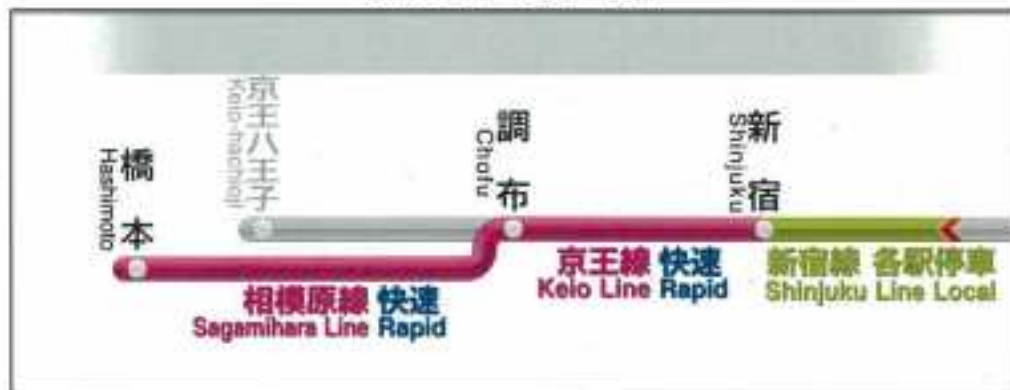 京王八王子
Keio-hachioji
橋本
Hashimoto
調布
Chofu
新宿
Shinjuku
相模原線 快速
Sagamihara Line Rapid
京王線 快速
Keio Line Rapid
新宿線 各駅停車
Shinjuku Line Local